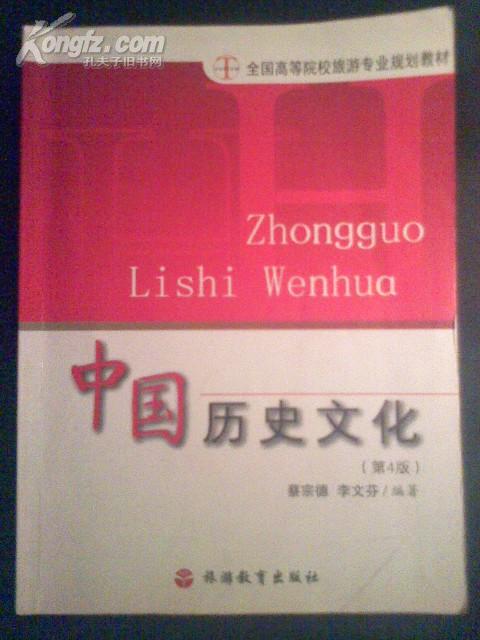 Kongfz.com
孔夫子旧书网
全国高等院校旅游专业规划教材
Zhongguo
Lishi Wenhua
中国历史文化
(第4版)
蔡宗德 李文芬/编著
旅游教育出版社